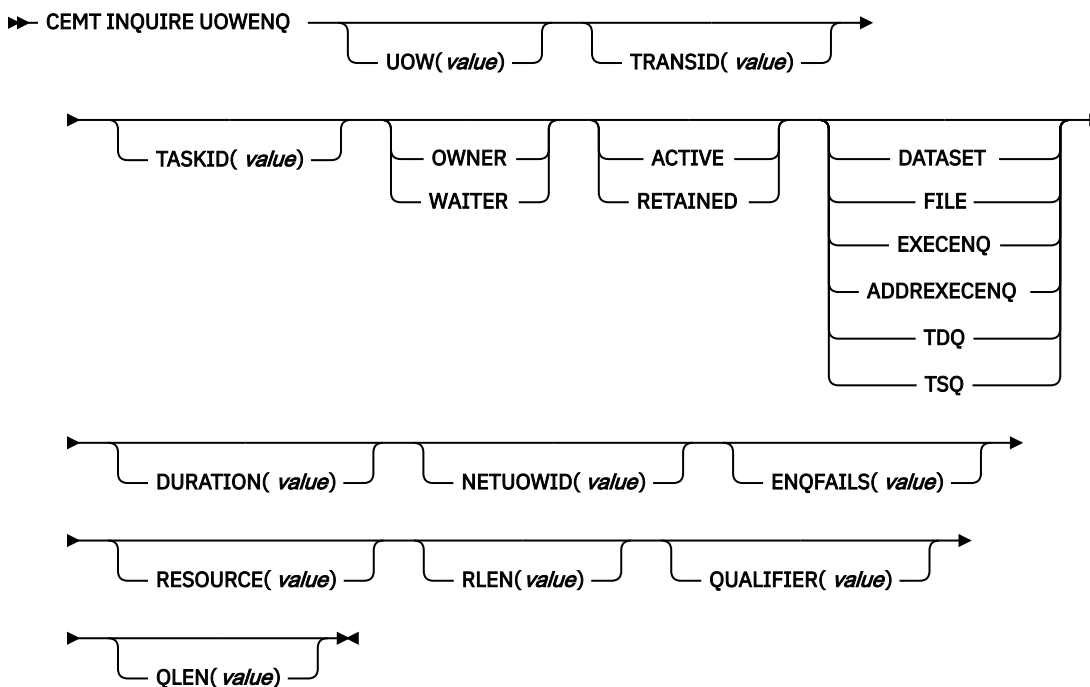 CEMT INQUIRE UOWENQ
UOW( value)
TRANSID( value)
TASKID( value)
OWNER
WAITER
ACTIVE
RETAINED
DATASET
FILE
EXECENQ
ADDREXECENQ
TDQ
TSQ
DURATION( value)
NETUOWID( value)
ENQFAILS( value)
RESOURCE( value)
RLEN(value)
QUALIFIER( value)
QLEN(value)